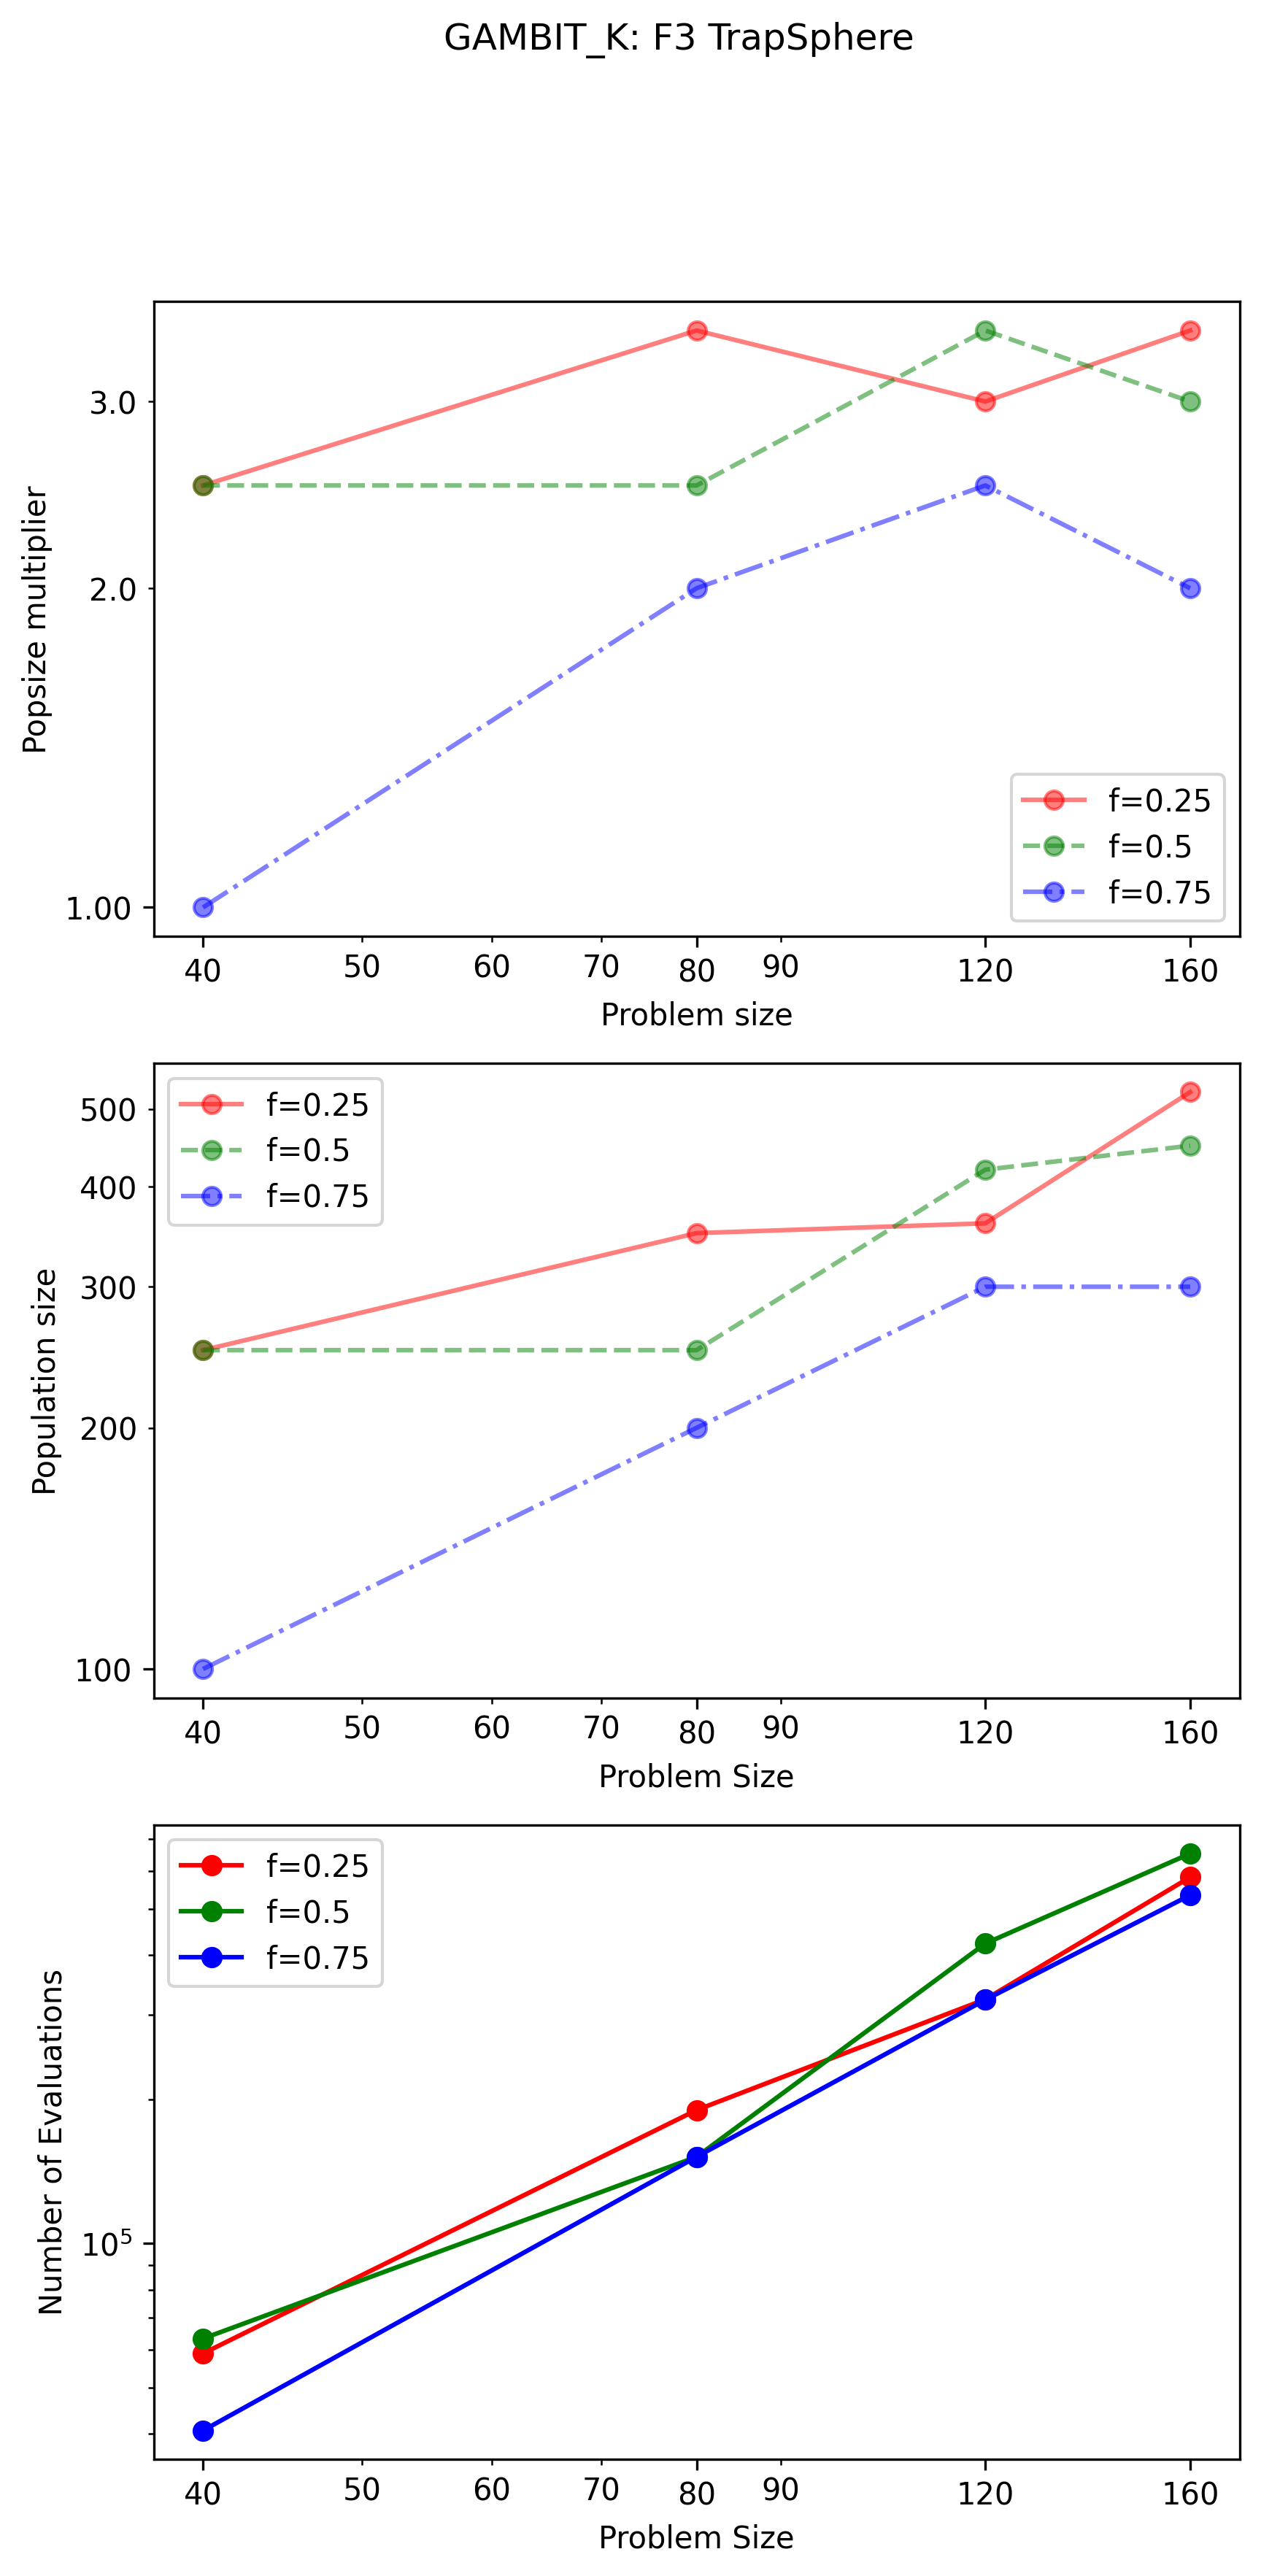 GAMBIT_K: F3 TrapSphere
Popsize multiplier
3.0
2.0
1.00
f=0.25
f=0.5
f=0.75
40 50 60 70 80 90 120 160
Problem size
Population size
500
400
300
200
100
f=0.25
f=0.5
f=0.75
40 50 60 70 80 90 120 160
Problem Size
Number of Evaluations
10⁵
f=0.25
f=0.5
f=0.75
40 50 60 70 80 90 120 160
Problem Size